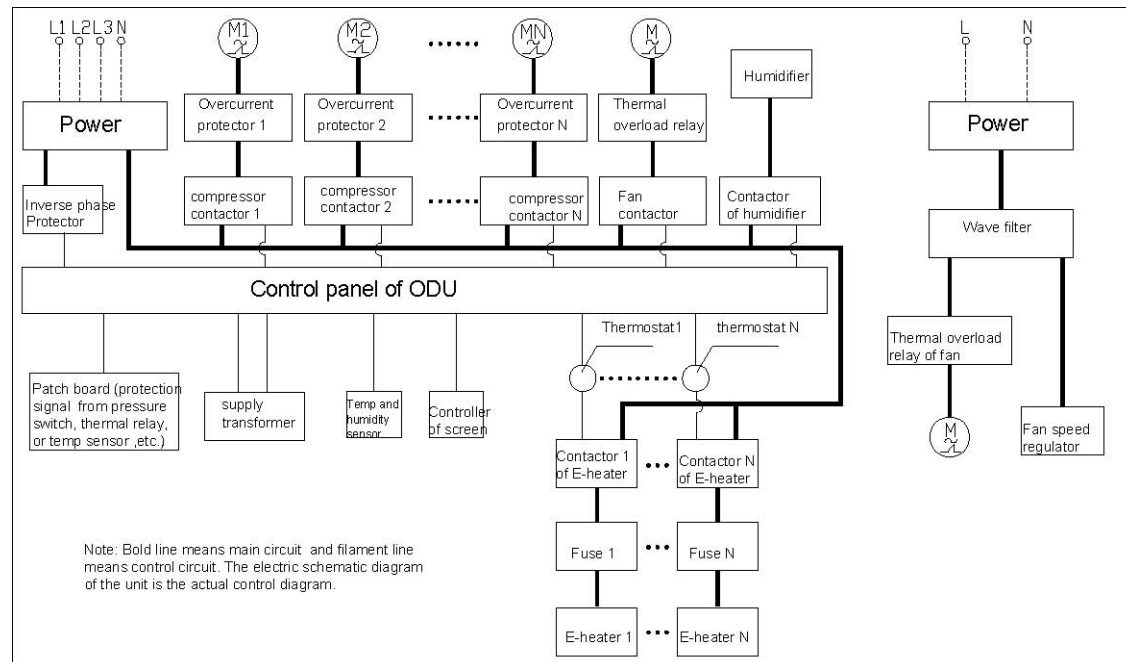 L1 L2 L3 N
M1
M2
MN
M
L
N
Humidifier
Power
Overcurrent
protector 1
Overcurrent
protector 2
Overcurrent
protector N
Thermal
overload relay
Power
Inverse phase
Protector
compressor
contactor 1
compressor
contactor 2
compressor
contactor N
Fan
contactor
Contactor
of humidifier
Wave filter
Control panel of ODU
Thermostat1
thermostat N
Thermal overload
relay of fan
Patch board (protection
signal from pressure
switch, thermal relay,
or temp sensor ,etc.)
supply
transformer
Temp and
humidity
sensor
Controller
of screen
M
Fan speed
regulator
Contactor 1
of E-heater
Contactor N
of E-heater
Fuse 1
Fuse N
Note: Bold line means main circuit and filament line
means control circuit. The electric schematic diagram
of the unit is the actual control diagram.
E-heater 1
E-heater N